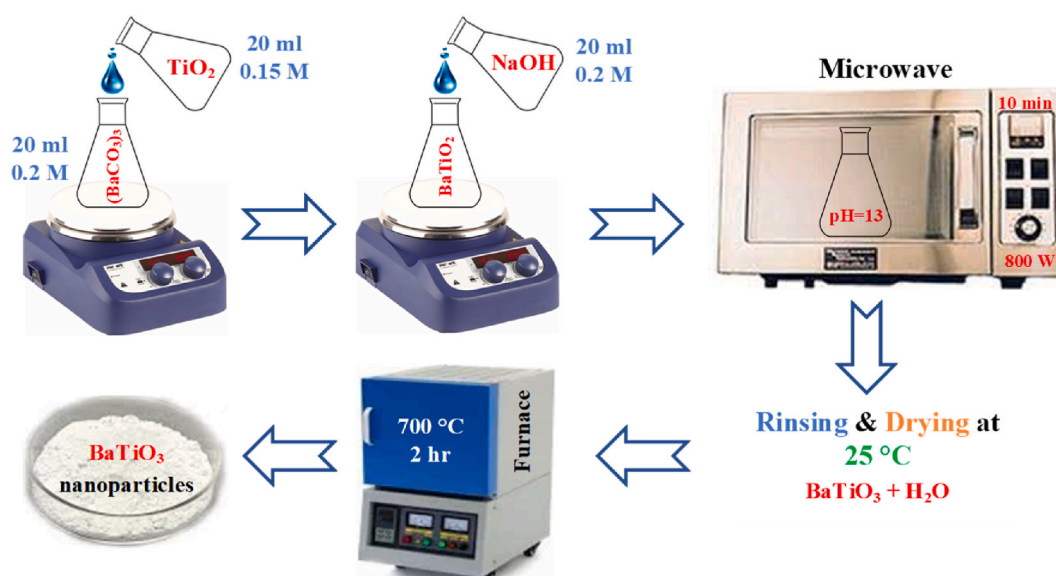 20 ml
0.15 M
TiO₂
20 ml
0.2 M
(BaCO₃)₃
20 ml
0.2 M
NaOH
BaTiO₂
Microwave
10 min
pH=13
800 W
Rinsing & Drying at
25 °C
BaTiO₃ + H₂O
Furnace
700 °C
2 hr
BaTiO₃
nanoparticles